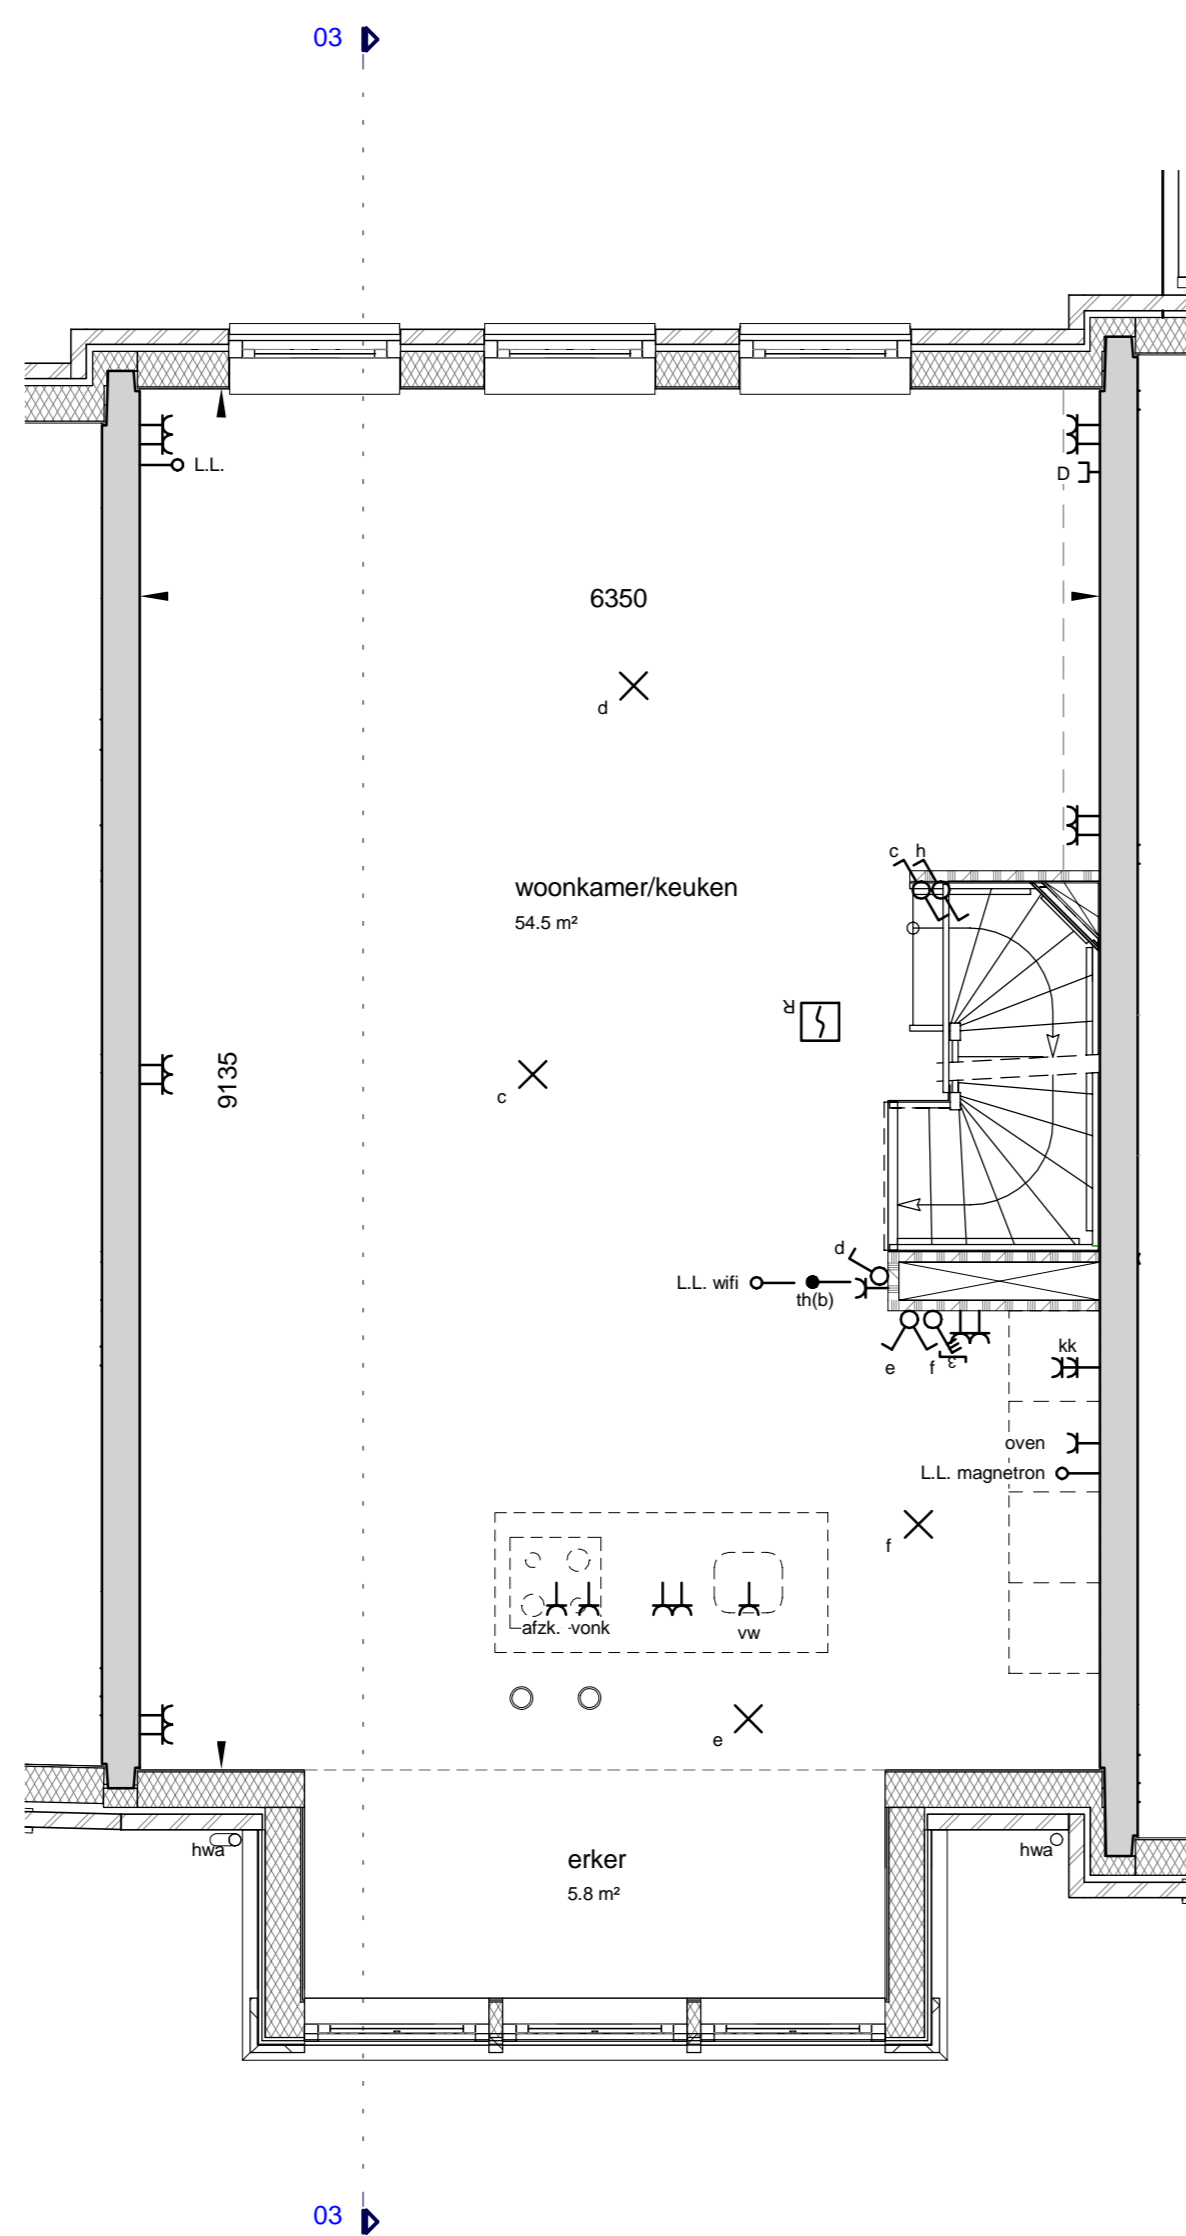 03
L.L.
D
6350
d
c h
woonkamer/keuken
54.5 m²
R
9135
c
d
L.L. wifi
th(b)
e f 3
kk
oven
L.L. magnetron
f
afzk. vonk
vw
e
hwa
hwa
erker
5.8 m²
03